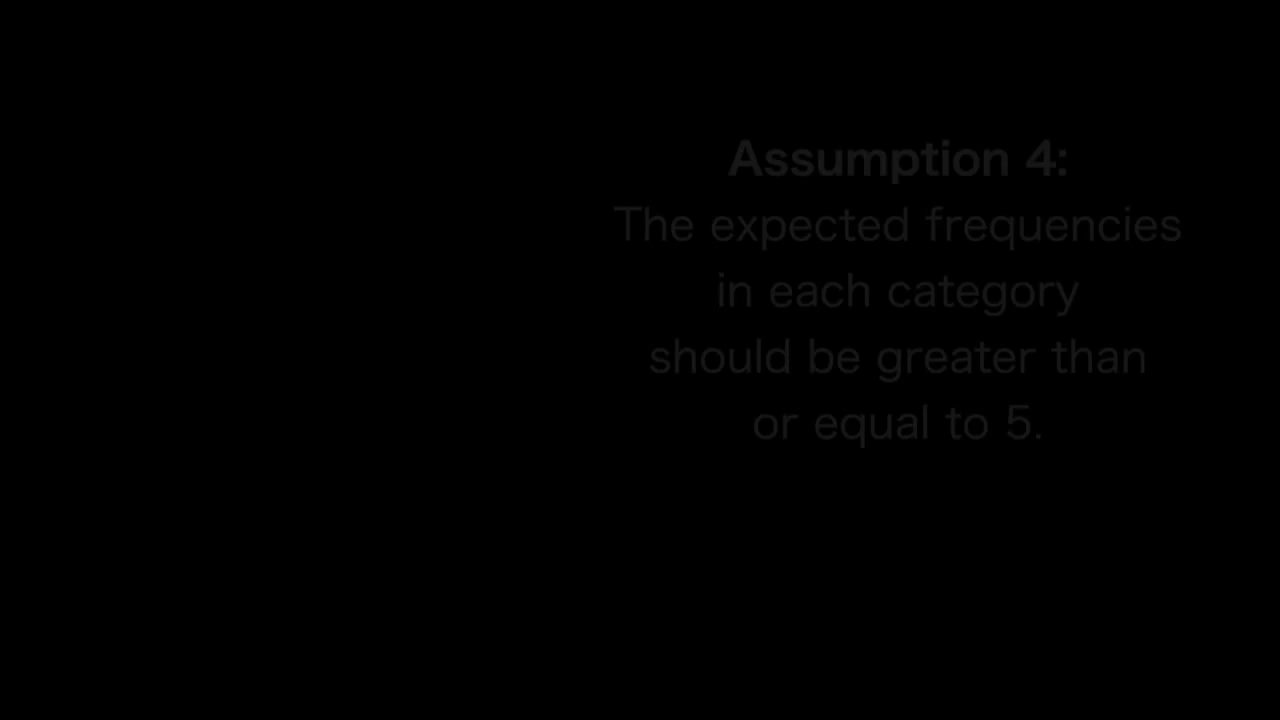 Assumption 4:
The expected frequencies
in each category
should be greater than
or equal to 5.